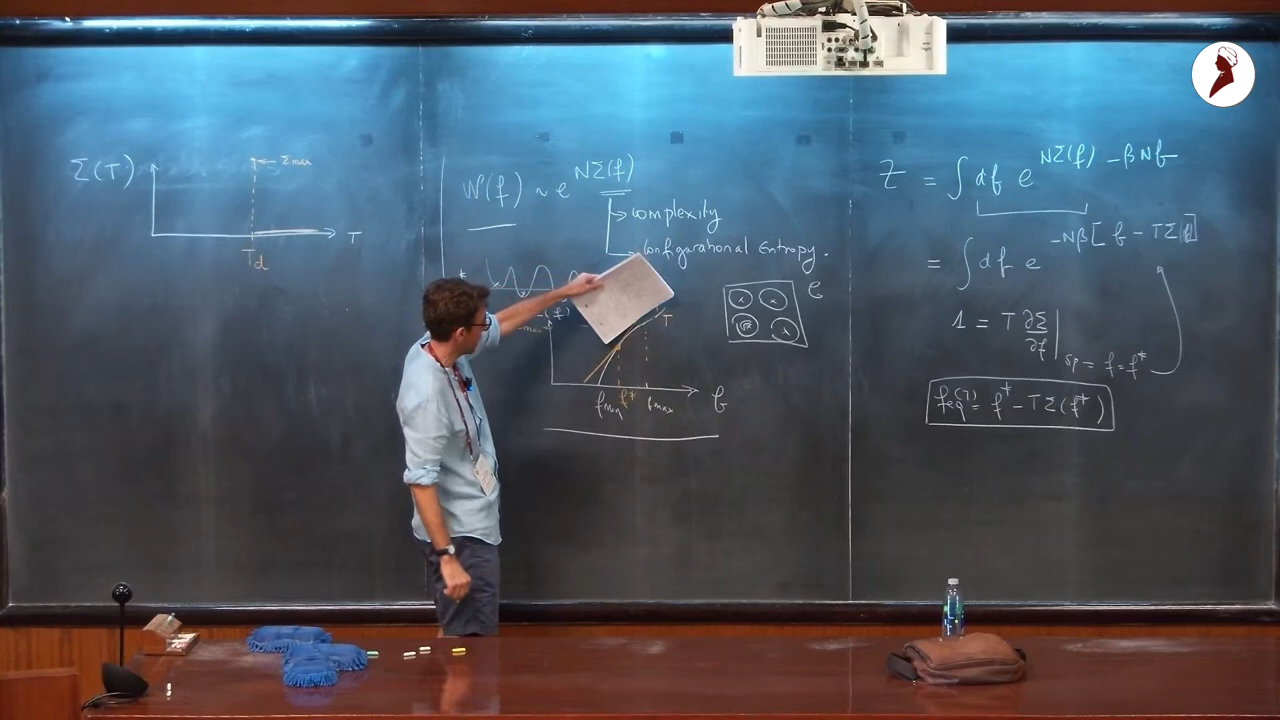 Σ(T)
← Σmax
T
Td
N(f) ~ e^{NΣ(f)}
→ complexity
→ Configurational Entropy.
T
e
fmin f* fmax f
Z = ∫ df e^{NΣ(f) - βNf}
= ∫ df e^{-Nβ[f - TΣ(f)]}
1 = T ∂Σ/∂f |sp = f = f*
feq(T) = f* - TΣ(f*)